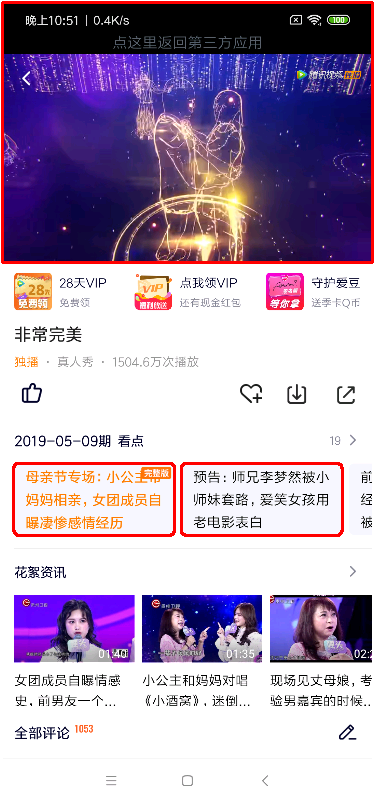 晚上10:51 | 0.4K/s
100
点这里返回第三方应用
腾讯视频
28天
免费领
28天VIP
免费领
VIP
福利放送
点我领VIP
还有现金红包
等你拿
守护爱豆
送季卡Q币
非常完美
独播 · 真人秀 · 1504.6万次播放
2019-05-09期 看点
19
母亲节专场: 小公主带
完整版
妈妈相亲，女团成员自
曝凄惨感情经历
预告: 师兄李梦然被小
师妹套路，爱笑女孩用
老电影表白
前
经
被
花絮资讯
贵州卫视
01:40
01:35
女团成员自曝情感
史，前男友一个…
小公主和妈妈对唱
《小酒窝》，迷倒…
现场见丈母娘，考
验男嘉宾的时候…
全部评论 1053